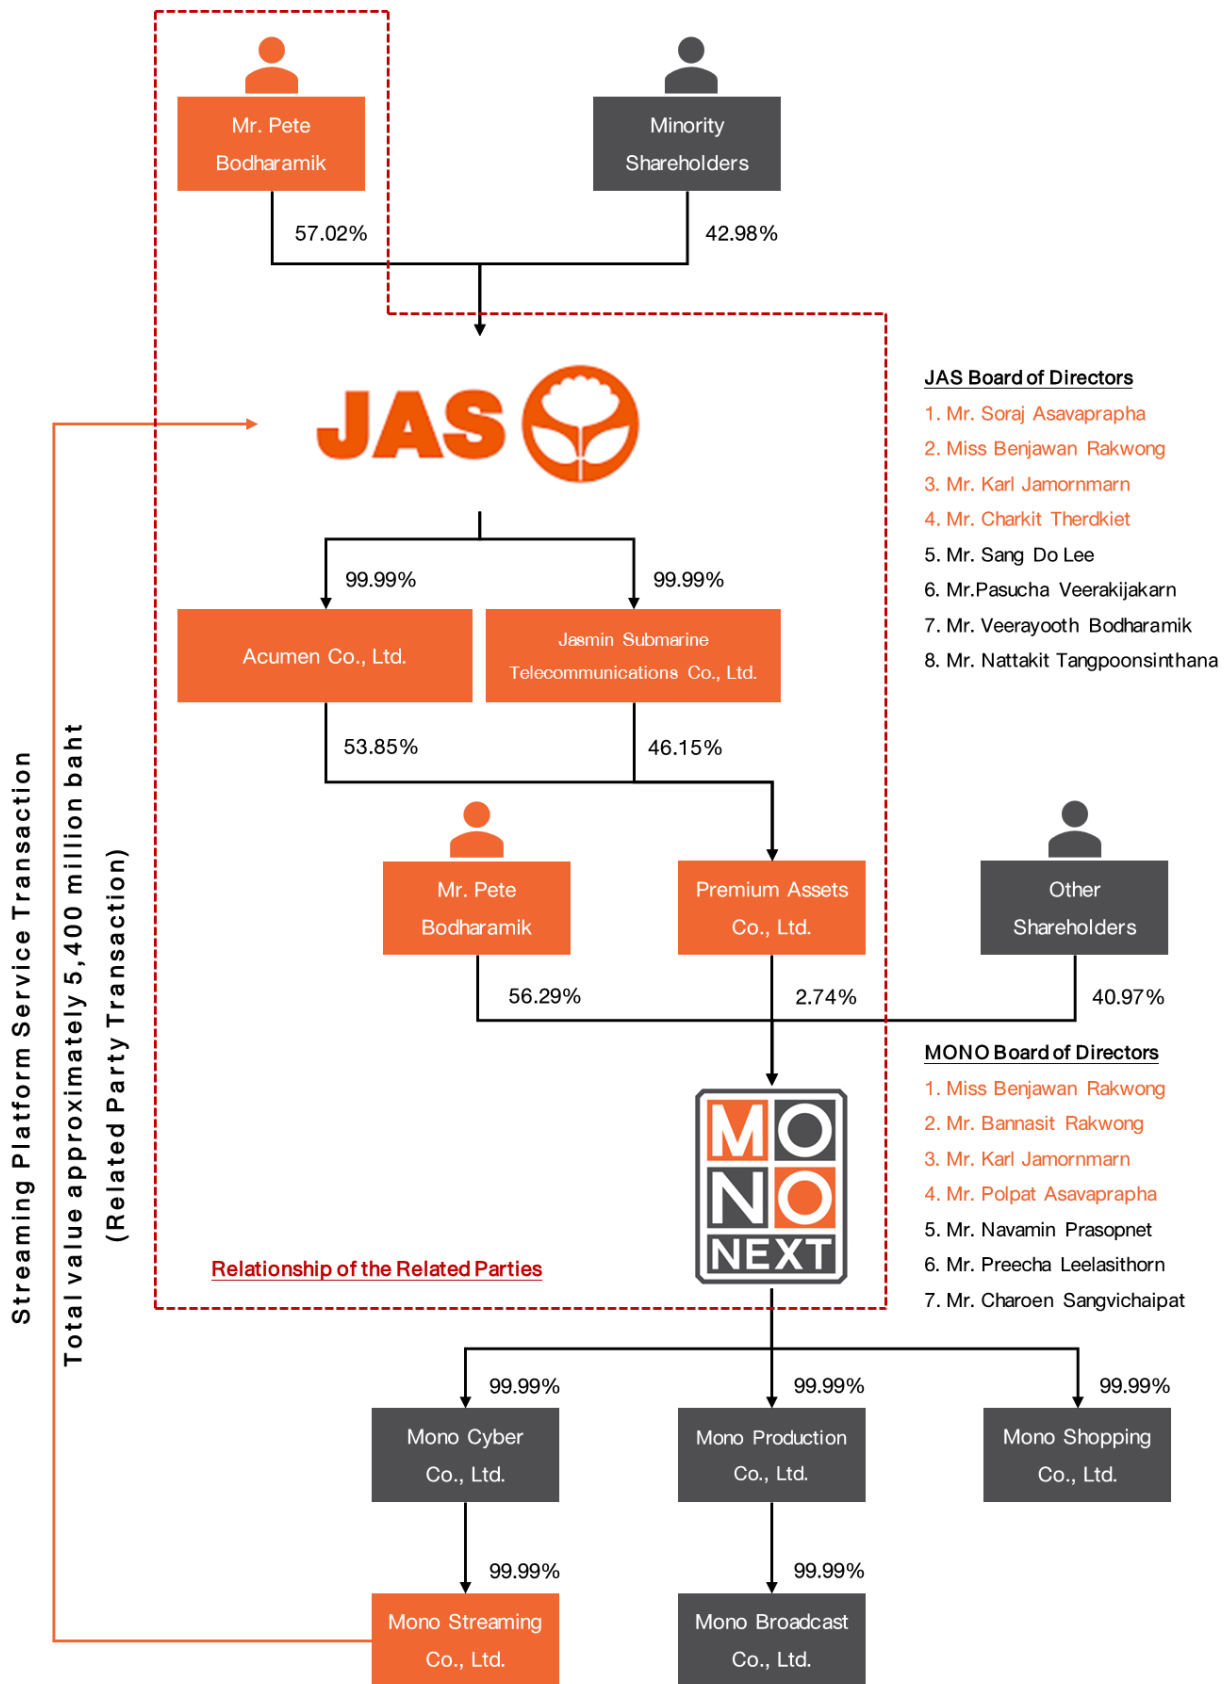 Mr. Pete
Bodharamik
Minority
Shareholders
57.02%
42.98%
JAS
JAS Board of Directors
1. Mr. Soraj Asavaprapha
2. Miss Benjawan Rakwong
3. Mr. Karl Jamornmarn
4. Mr. Charkit Therdkiet
5. Mr. Sang Do Lee
6. Mr.Pasucha Veerakijakarn
7. Mr. Veerayooth Bodharamik
8. Mr. Nattakit Tangpoonsinthana
99.99%
99.99%
Acumen Co., Ltd.
Jasmin Submarine
Telecommunications Co., Ltd.
53.85%
46.15%
Streaming Platform Service Transaction
Total value approximately 5,400 million baht
(Related Party Transaction)
Mr. Pete
Bodharamik
Premium Assets
Co., Ltd.
Other
Shareholders
56.29%
2.74%
40.97%
MONO Board of Directors
1. Miss Benjawan Rakwong
2. Mr. Bannasit Rakwong
3. Mr. Karl Jamornmarn
4. Mr. Polpat Asavaprapha
5. Mr. Navamin Prasopnet
6. Mr. Preecha Leelasithorn
7. Mr. Charoen Sangvichaipat
MO
NO
NEXT
Relationship of the Related Parties
99.99%
99.99%
99.99%
Mono Cyber
Co., Ltd.
Mono Production
Co., Ltd.
Mono Shopping
Co., Ltd.
99.99%
99.99%
Mono Streaming
Co., Ltd.
Mono Broadcast
Co., Ltd.